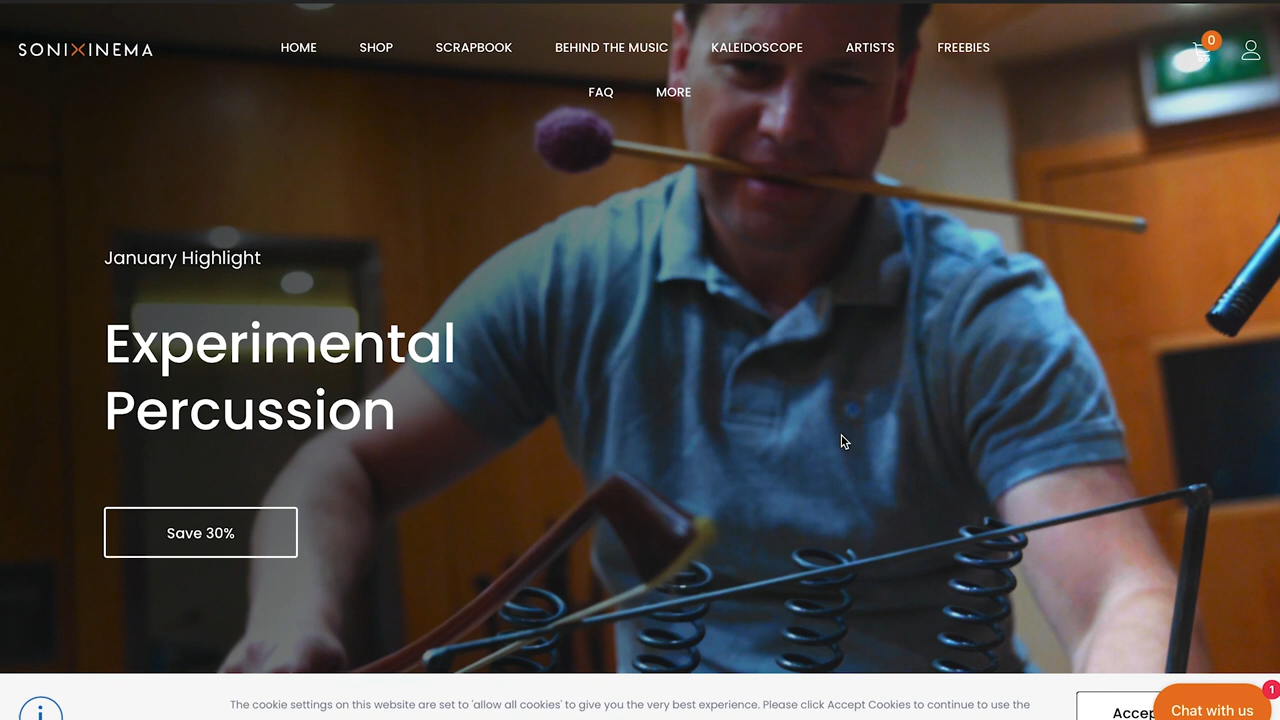 SONIXINEMA
HOME SHOP SCRAPBOOK BEHIND THE MUSIC KALEIDOSCOPE ARTISTS FREEBIES
0
FAQ MORE
January Highlight
Experimental
Percussion
Save 30%
The cookie settings on this website are set to 'allow all cookies' to give you the very best experience. Please click Accept Cookies to continue to use the
Accep
Chat with us
1